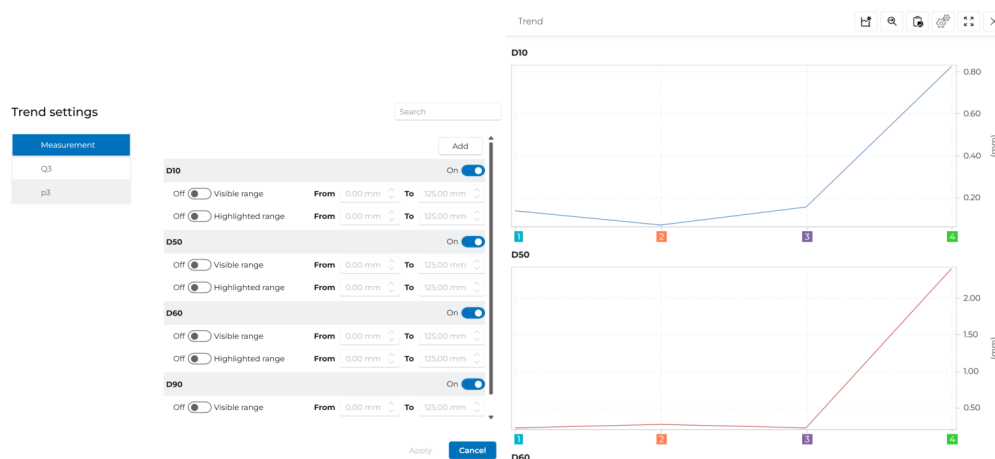 Trend settings
Search
Measurement
Q3
p3
Add
D10 On
Off Visible range From 0.00 mm To 125.00 mm
Off Highlighted range From 0.00 mm To 125.00 mm
D50 On
Off Visible range From 0.00 mm To 125.00 mm
Off Highlighted range From 0.00 mm To 125.00 mm
D60 On
Off Visible range From 0.00 mm To 125.00 mm
Off Highlighted range From 0.00 mm To 125.00 mm
D90 On
Off Visible range From 0.00 mm To 125.00 mm
Apply Cancel
Trend
D10
0.80
0.60
0.40
0.20
(mm)
1 2 3 4
D50
2.00
1.50
1.00
0.50
(mm)
1 2 3 4
D60